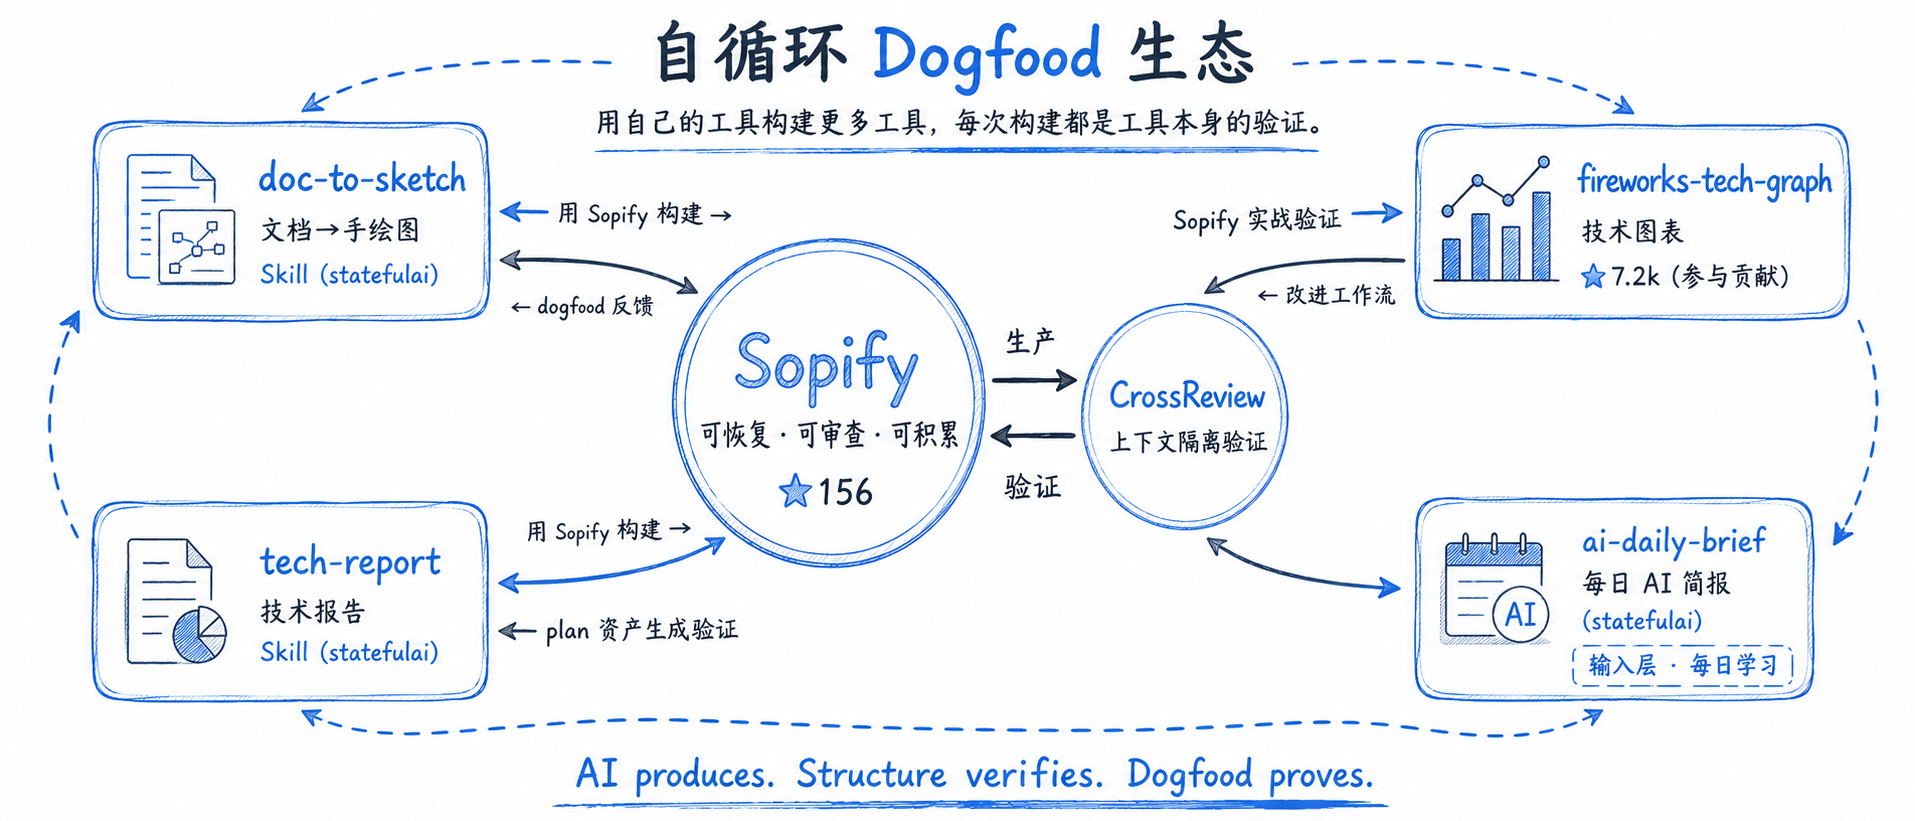 自循环 Dogfood 生态
用自己的工具构建更多工具，每次构建都是工具本身的验证。
doc-to-sketch
文档→手绘图
Skill (statefulai)
用 Sopify 构建 →
← dogfood 反馈
Sopify 实战验证
← 改进工作流
fireworks-tech-graph
技术图表
★7.2k (参与贡献)
Sopify
可恢复·可审查·可积累
★156
生产
验证
CrossReview
上下文隔离验证
tech-report
技术报告
Skill (statefulai)
用 Sopify 构建 →
plan 资产生成验证
ai-daily-brief
每日 AI 简报
(statefulai)
输入层 · 每日学习
AI
AI produces. Structure verifies. Dogfood proves.